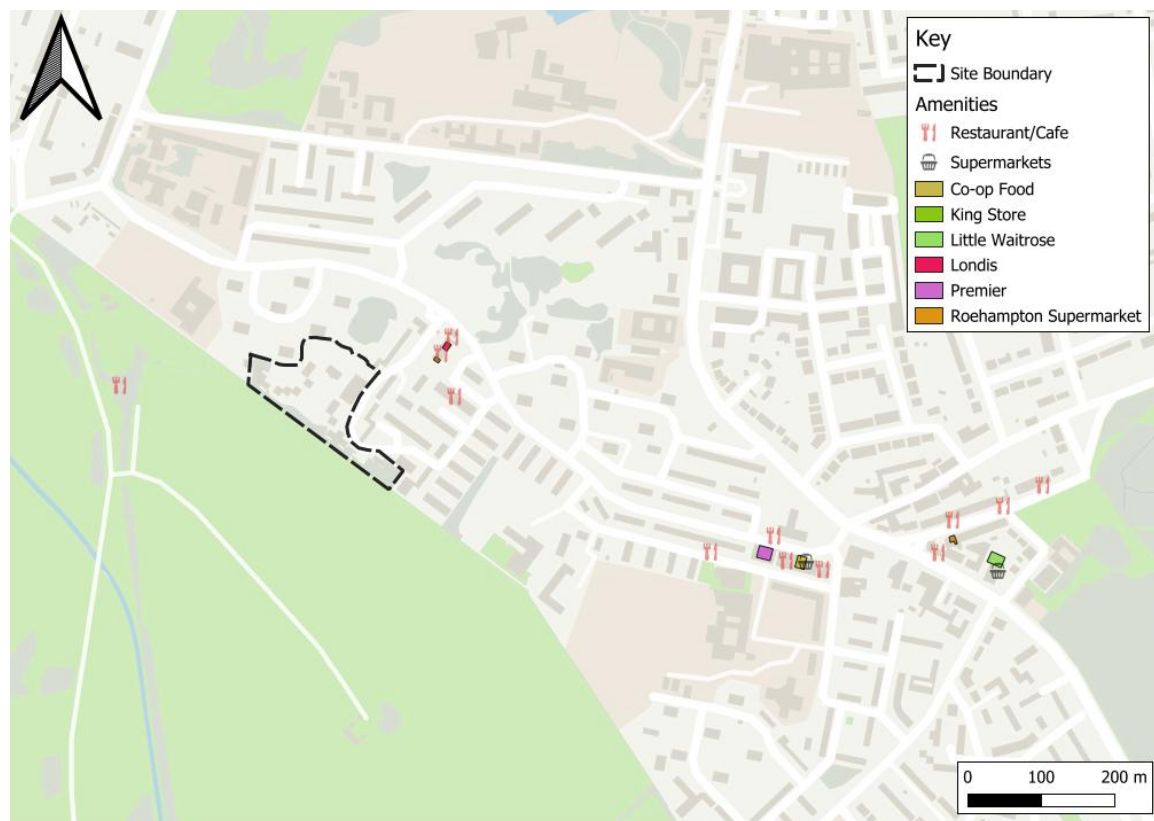 Key
Site Boundary
Amenities
Restaurant/Cafe
Supermarkets
Co-op Food
King Store
Little Waitrose
Londis
Premier
Roehampton Supermarket
0 100 200 m